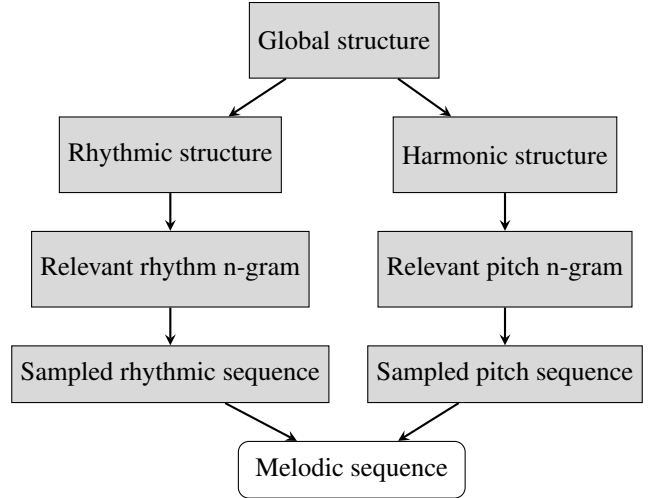 Global structure
Rhythmic structure
Harmonic structure
Relevant rhythm n-gram
Relevant pitch n-gram
Sampled rhythmic sequence
Sampled pitch sequence
Melodic sequence